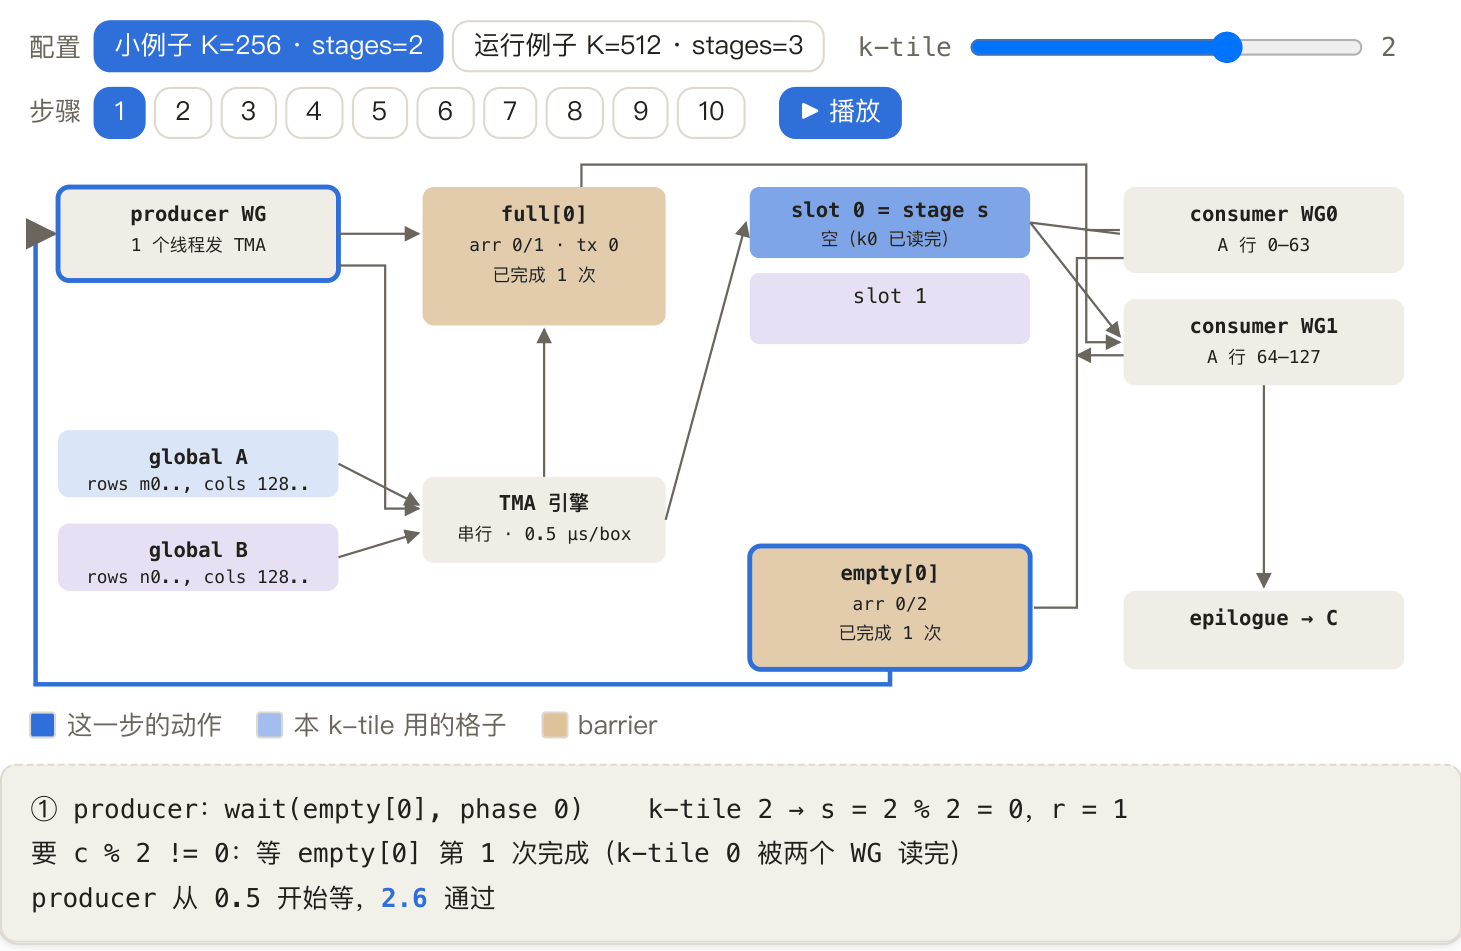 配置 小例子 K=256 · stages=2 运行例子 K=512 · stages=3 k-tile 2
步骤 1 2 3 4 5 6 7 8 9 10 ▶ 播放
producer WG
1 个线程发 TMA
full[0]
arr 0/1 · tx 0
已完成 1 次
slot 0 = stage s
空（k0 已读完）
slot 1
consumer WG0
A 行 0–63
consumer WG1
A 行 64–127
global A
rows m0.., cols 128..
global B
rows n0.., cols 128..
TMA 引擎
串行 · 0.5 µs/box
empty[0]
arr 0/2
已完成 1 次
epilogue → C
这一步的动作 本 k-tile 用的格子 barrier
① producer：wait(empty[0], phase 0) k-tile 2 → s = 2 % 2 = 0, r = 1
要 c % 2 != 0：等 empty[0] 第 1 次完成（k-tile 0 被两个 WG 读完）
producer 从 0.5 开始等，2.6 通过